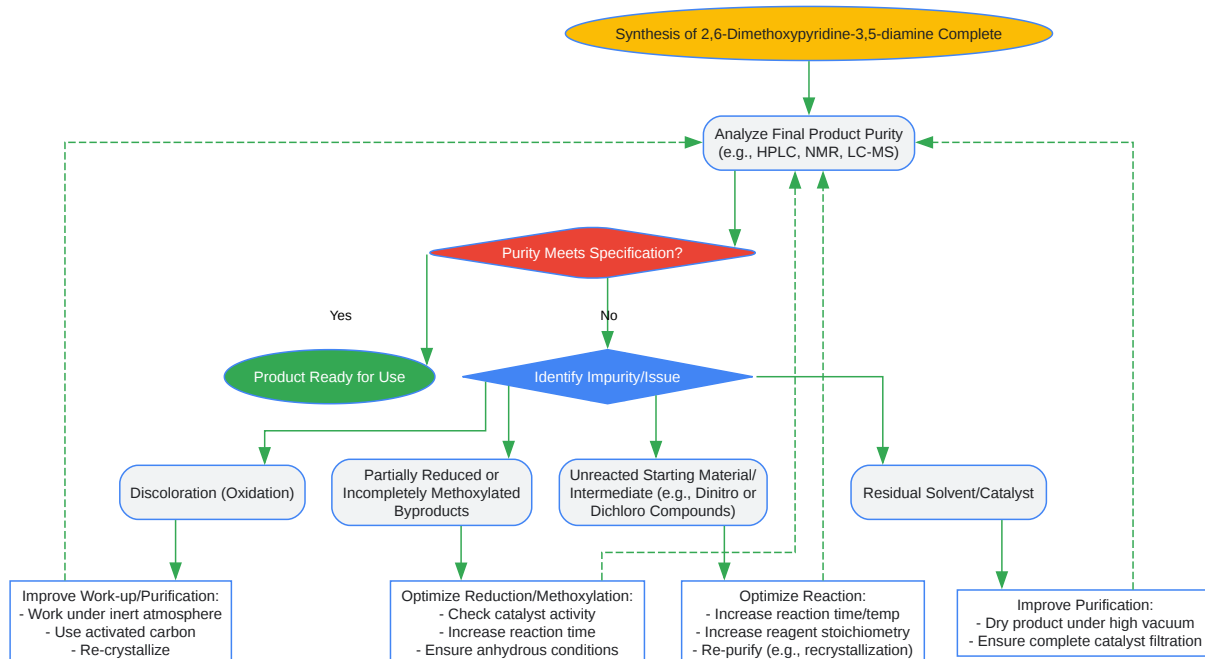 Synthesis of 2,6-Dimethoxypyridine-3,5-diamine Complete
Analyze Final Product Purity
(e.g., HPLC, NMR, LC-MS)
Purity Meets Specification?
Yes
No
Product Ready for Use
Identify Impurity/Issue
Discoloration (Oxidation)
Partially Reduced or
Incompletely Methoxylated
Byproducts
Unreacted Starting Material/
Intermediate (e.g., Dinitro or
Dichloro Compounds)
Residual Solvent/Catalyst
Improve Work-up/Purification:
- Work under inert atmosphere
- Use activated carbon
- Re-crystallize
Optimize Reduction/Methoxylation:
- Check catalyst activity
- Increase reaction time
- Ensure anhydrous conditions
Optimize Reaction:
- Increase reaction time/temp
- Increase reagent stoichiometry
- Re-purify (e.g., recrystallization)
Improve Purification:
- Dry product under high vacuum
- Ensure complete catalyst filtration